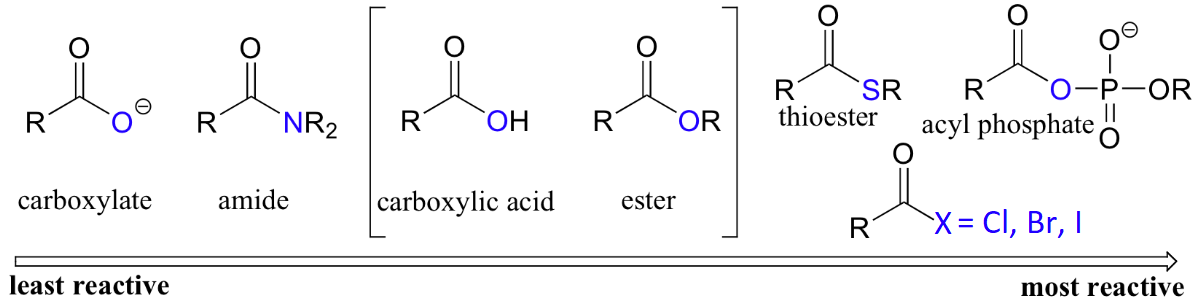 O O O O O O O⊖
R O⊖ R NR2 R OH R OR R SR R O P OR
O
carboxylate amide carboxylic acid ester thioester acyl phosphate
O
R X = Cl, Br, I
least reactive most reactive